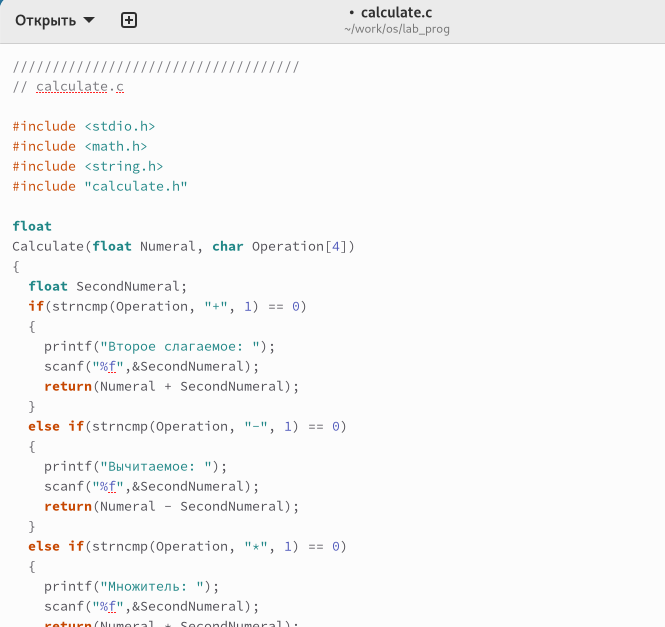 Открыть
• calculate.c
~/work/os/lab_prog
////////////////////////////////////
// calculate.c
#include <stdio.h>
#include <math.h>
#include <string.h>
#include "calculate.h"
float
Calculate(float Numeral, char Operation[4])
{
float SecondNumeral;
if(strncmp(Operation, "+", 1) == 0)
{
printf("Второе слагаемое: ");
scanf("%f",&SecondNumeral);
return(Numeral + SecondNumeral);
}
else if(strncmp(Operation, "-", 1) == 0)
{
printf("Вычитаемое: ");
scanf("%f",&SecondNumeral);
return(Numeral - SecondNumeral);
}
else if(strncmp(Operation, "*", 1) == 0)
{
printf("Множитель: ");
scanf("%f",&SecondNumeral);
return(Numeral * SecondNumeral);